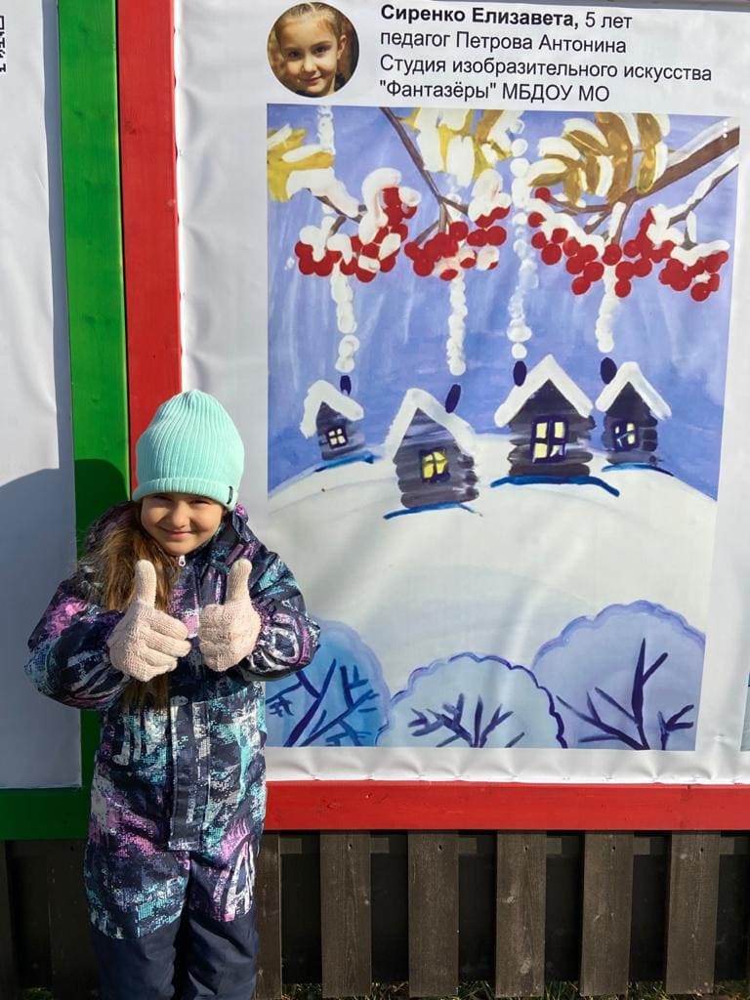 Сиренко Елизавета, 5 лет
педагог Петрова Антонина
Студия изобразительного искусства
"Фантазёры" МБДОУ МО